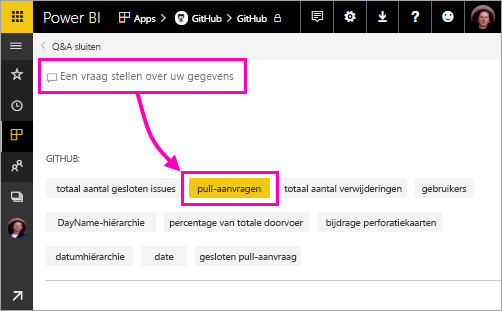 Power BI Apps > GitHub > GitHub
Q&A sluiten
Een vraag stellen over uw gegevens
GITHUB:
totaal aantal gesloten issues pull-aanvragen totaal aantal verwijderingen gebruikers
DayName-hiërarchie percentage van totale doorvoer bijdrage perforatiekaarten
datumhiërarchie date gesloten pull-aanvraag